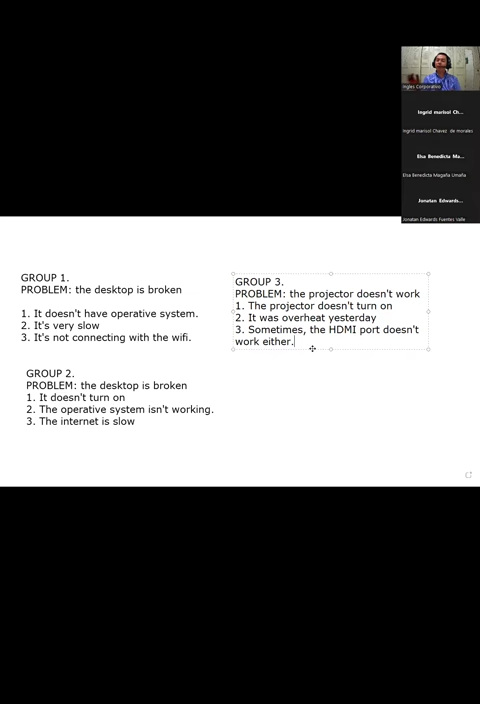 Ingles Corporativo
Ingrid marisol Ch...
Ingrid marisol Chavez de morales
Elsa Benedicta Ma...
Elsa Benedicta Magaña Umaña
Jonatan Edwards...
Jonatan Edwards Fuentes Valle
GROUP 1.
PROBLEM: the desktop is broken
1. It doesn't have operative system.
2. It's very slow
3. It's not connecting with the wifi.
GROUP 2.
PROBLEM: the desktop is broken
1. It doesn't turn on
2. The operative system isn't working.
3. The internet is slow
GROUP 3.
PROBLEM: the projector doesn't work
1. The projector doesn't turn on
2. It was overheat yesterday
3. Sometimes, the HDMI port doesn't
work either.